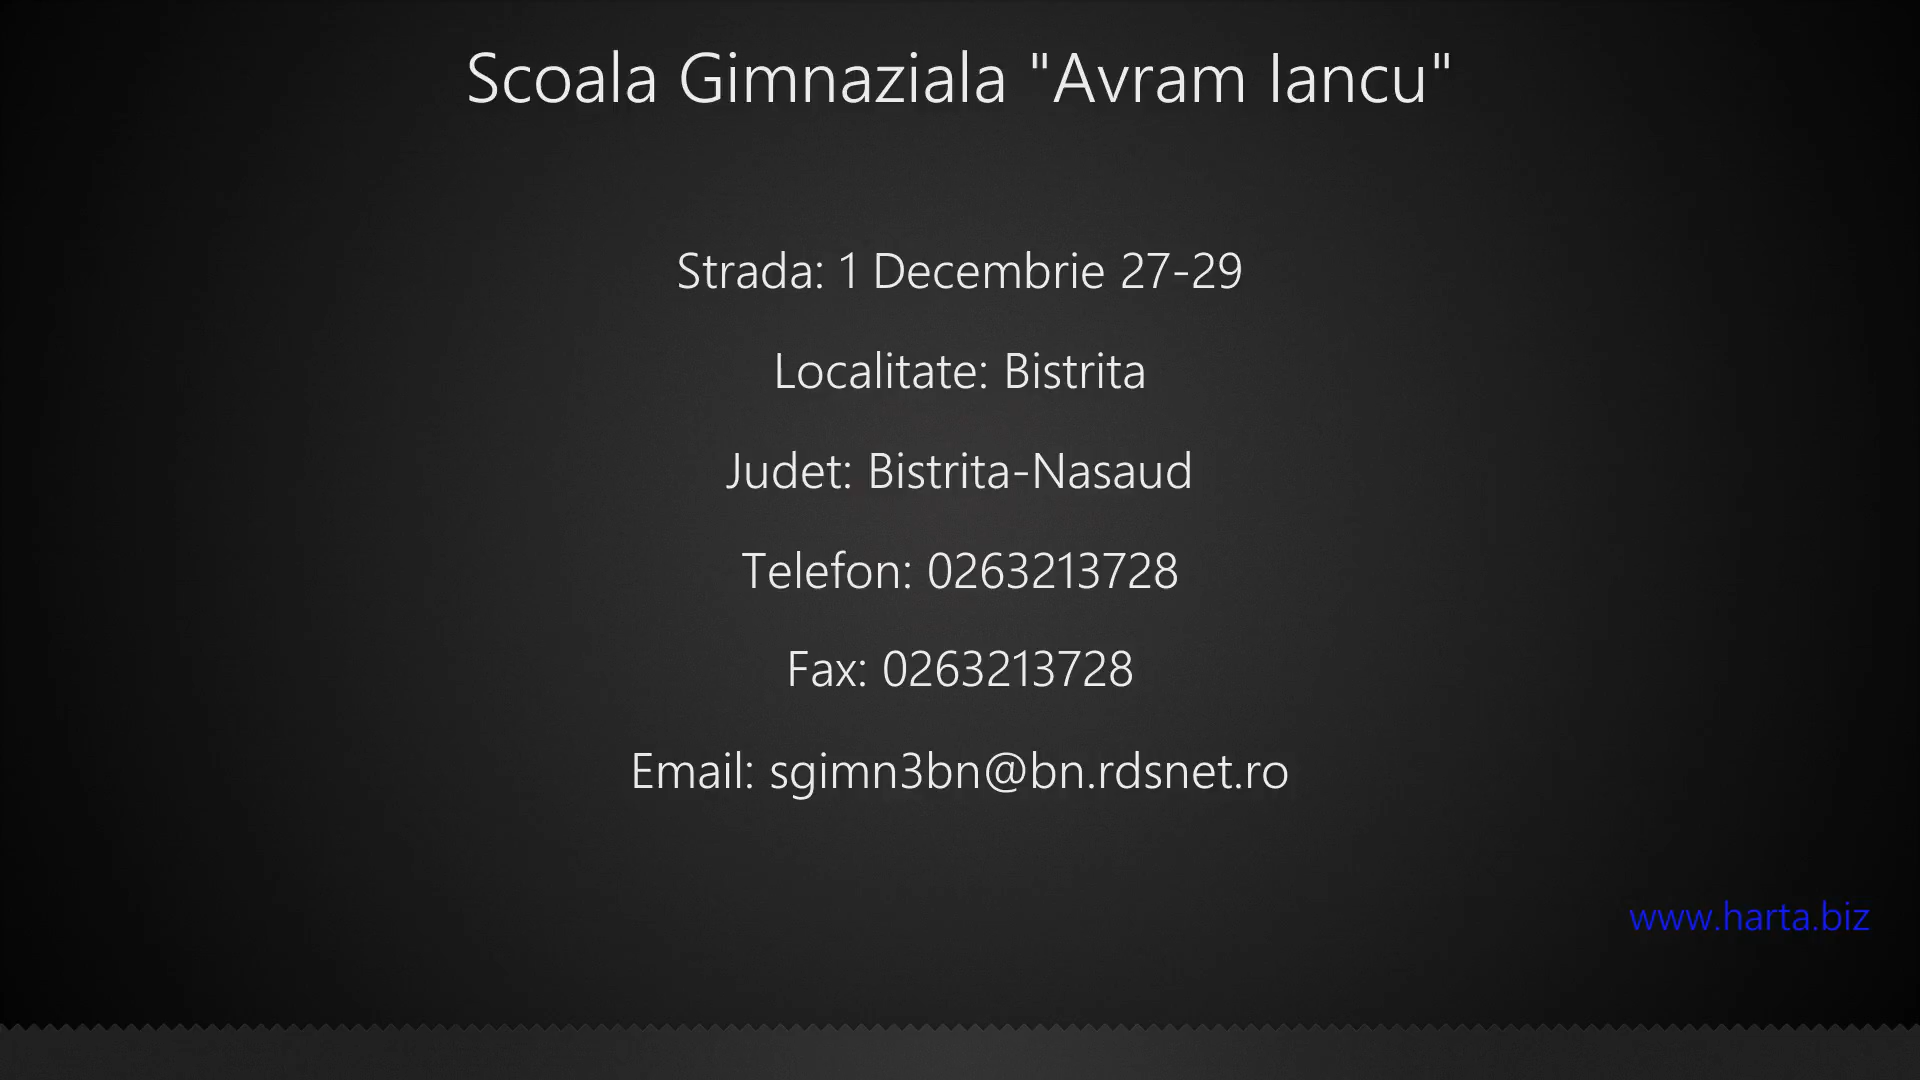 Scoala Gimnaziala "Avram Iancu"
Strada: 1 Decembrie 27-29
Localitate: Bistrita
Judet: Bistrita-Nasaud
Telefon: 0263213728
Fax: 0263213728
Email: sgimn3bn@bn.rdsnet.ro
www.harta.biz